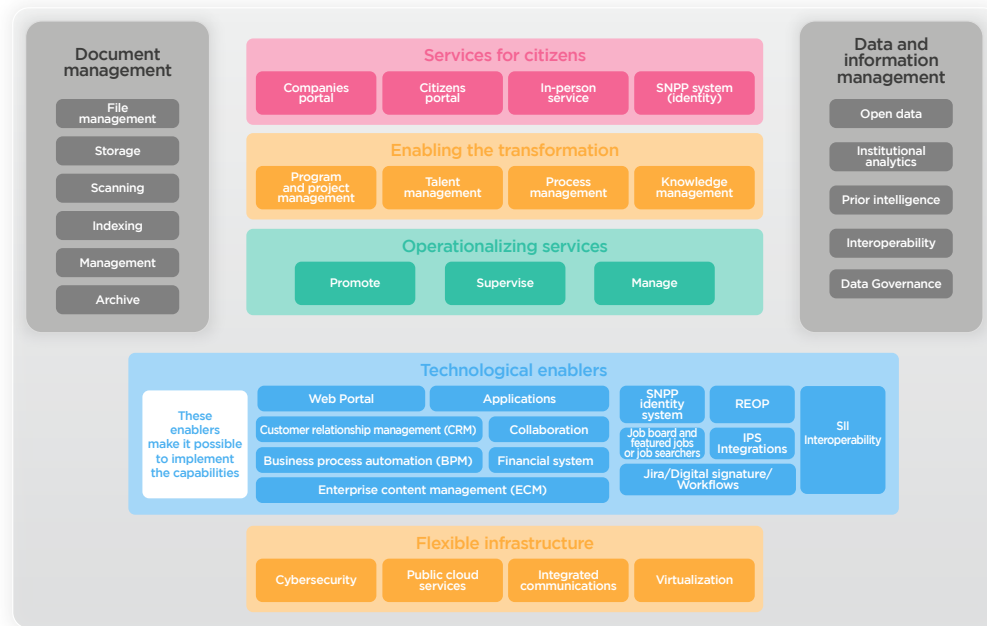 Document
management
File
management
Storage
Scanning
Indexing
Management
Archive
Services for citizens
Companies
portal
Citizens
portal
In-person
service
SNPP system
(identity)
Enabling the transformation
Program
and project
management
Talent
management
Process
management
Knowledge
management
Operationalizing services
Promote
Supervise
Manage
Data and
information
management
Open data
Institutional
analytics
Prior intelligence
Interoperability
Data Governance
Technological enablers
These
enablers
make it possible
to implement
the capabilities
Web Portal
Applications
Customer relationship management (CRM)
Collaboration
Business process automation (BPM)
Financial system
Enterprise content management (ECM)
SNPP
identity
system
REOP
Job board and
featured jobs
or job searchers
IPS
Integrations
Jira/Digital signature/
Workflows
SII
Interoperability
Flexible infrastructure
Cybersecurity
Public cloud
services
Integrated
communications
Virtualization